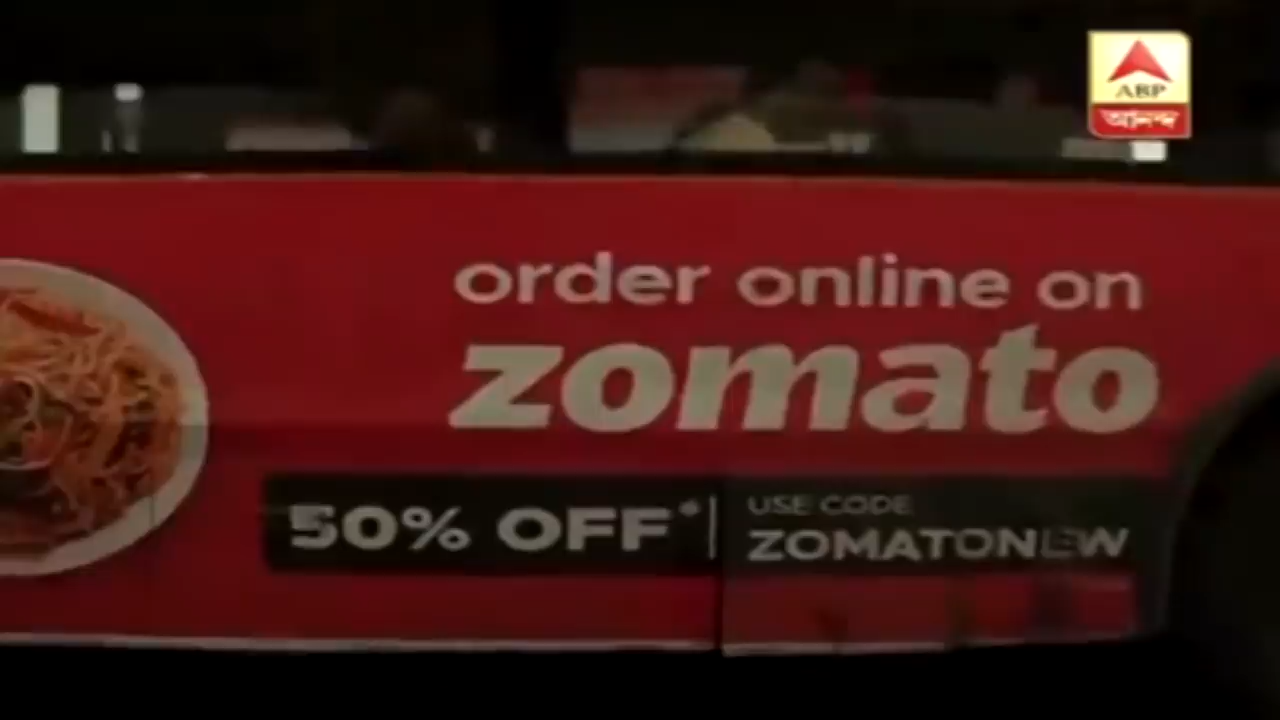 ABP
আনন্দ
order online on
zomato
50% OFF*
USE CODE
ZOMATONEW